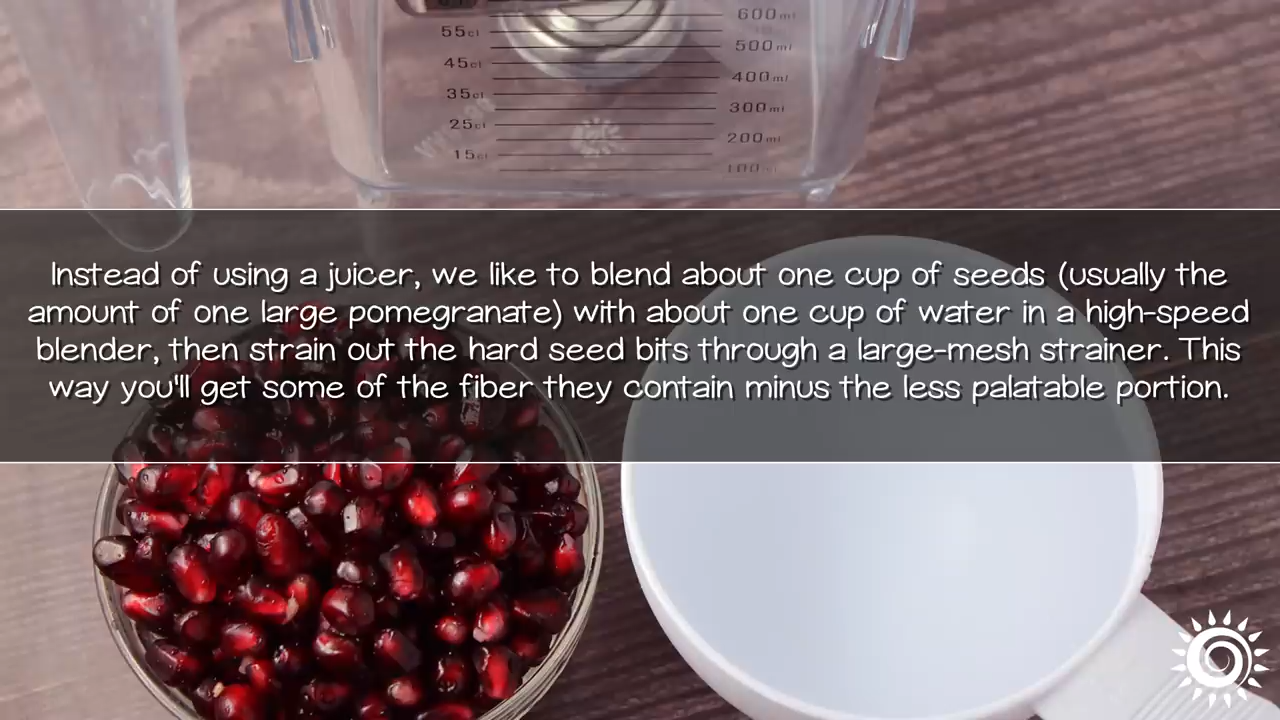 600ml
55cl
500ml
45cl
400ml
35cl
300ml
25cl
200ml
15cl
100ml
Instead of using a juicer, we like to blend about one cup of seeds (usually the
amount of one large pomegranate) with about one cup of water in a high-speed
blender, then strain out the hard seed bits through a large-mesh strainer. This
way you'll get some of the fiber they contain minus the less palatable portion.